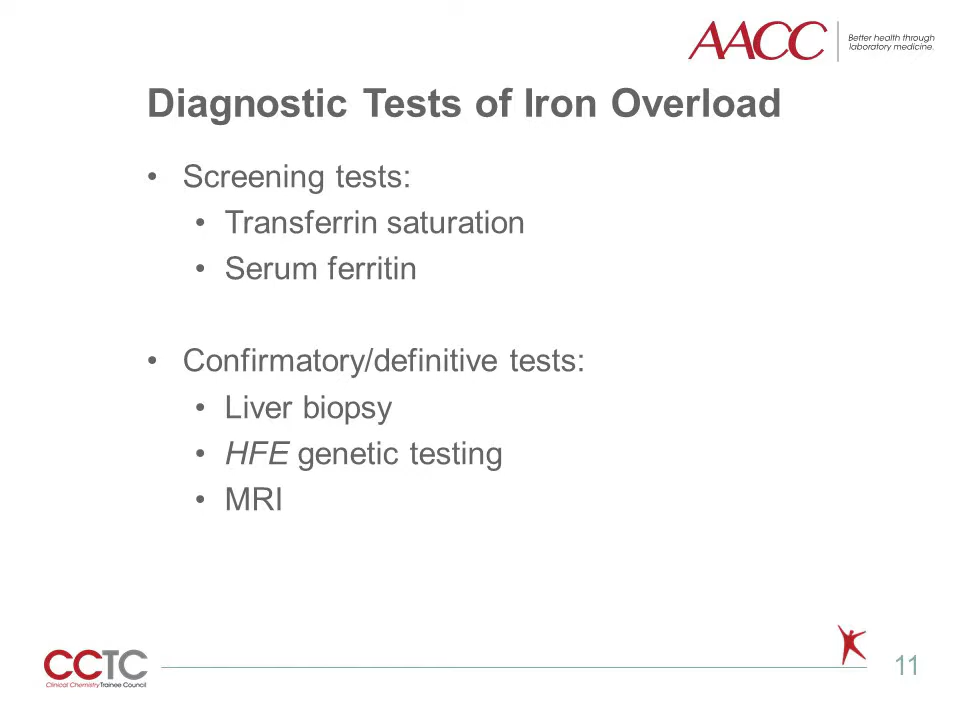 AACC
Better health through
laboratory medicine.
Diagnostic Tests of Iron Overload
• Screening tests:
• Transferrin saturation
• Serum ferritin
• Confirmatory/definitive tests:
• Liver biopsy
• HFE genetic testing
• MRI
CCTC
Clinical Chemistry Trainee Council
11